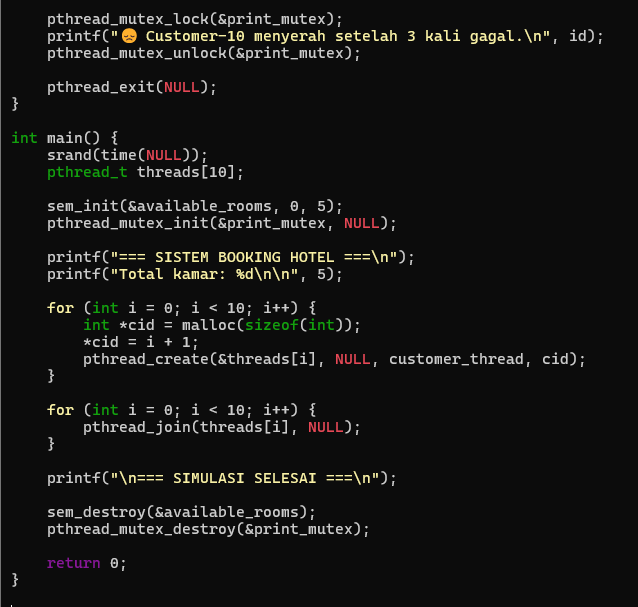 pthread_mutex_lock(&print_mutex);
    printf("😞 Customer-10 menyerah setelah 3 kali gagal.\n", id);
    pthread_mutex_unlock(&print_mutex);

    pthread_exit(NULL);
}

int main() {
    srand(time(NULL));
    pthread_t threads[10];

    sem_init(&available_rooms, 0, 5);
    pthread_mutex_init(&print_mutex, NULL);

    printf("=== SISTEM BOOKING HOTEL ===\n");
    printf("Total kamar: %d\n\n", 5);

    for (int i = 0; i < 10; i++) {
        int *cid = malloc(sizeof(int));
        *cid = i + 1;
        pthread_create(&threads[i], NULL, customer_thread, cid);
    }

    for (int i = 0; i < 10; i++) {
        pthread_join(threads[i], NULL);
    }

    printf("\n=== SIMULASI SELESAI ===\n");

    sem_destroy(&available_rooms);
    pthread_mutex_destroy(&print_mutex);

    return 0;
}